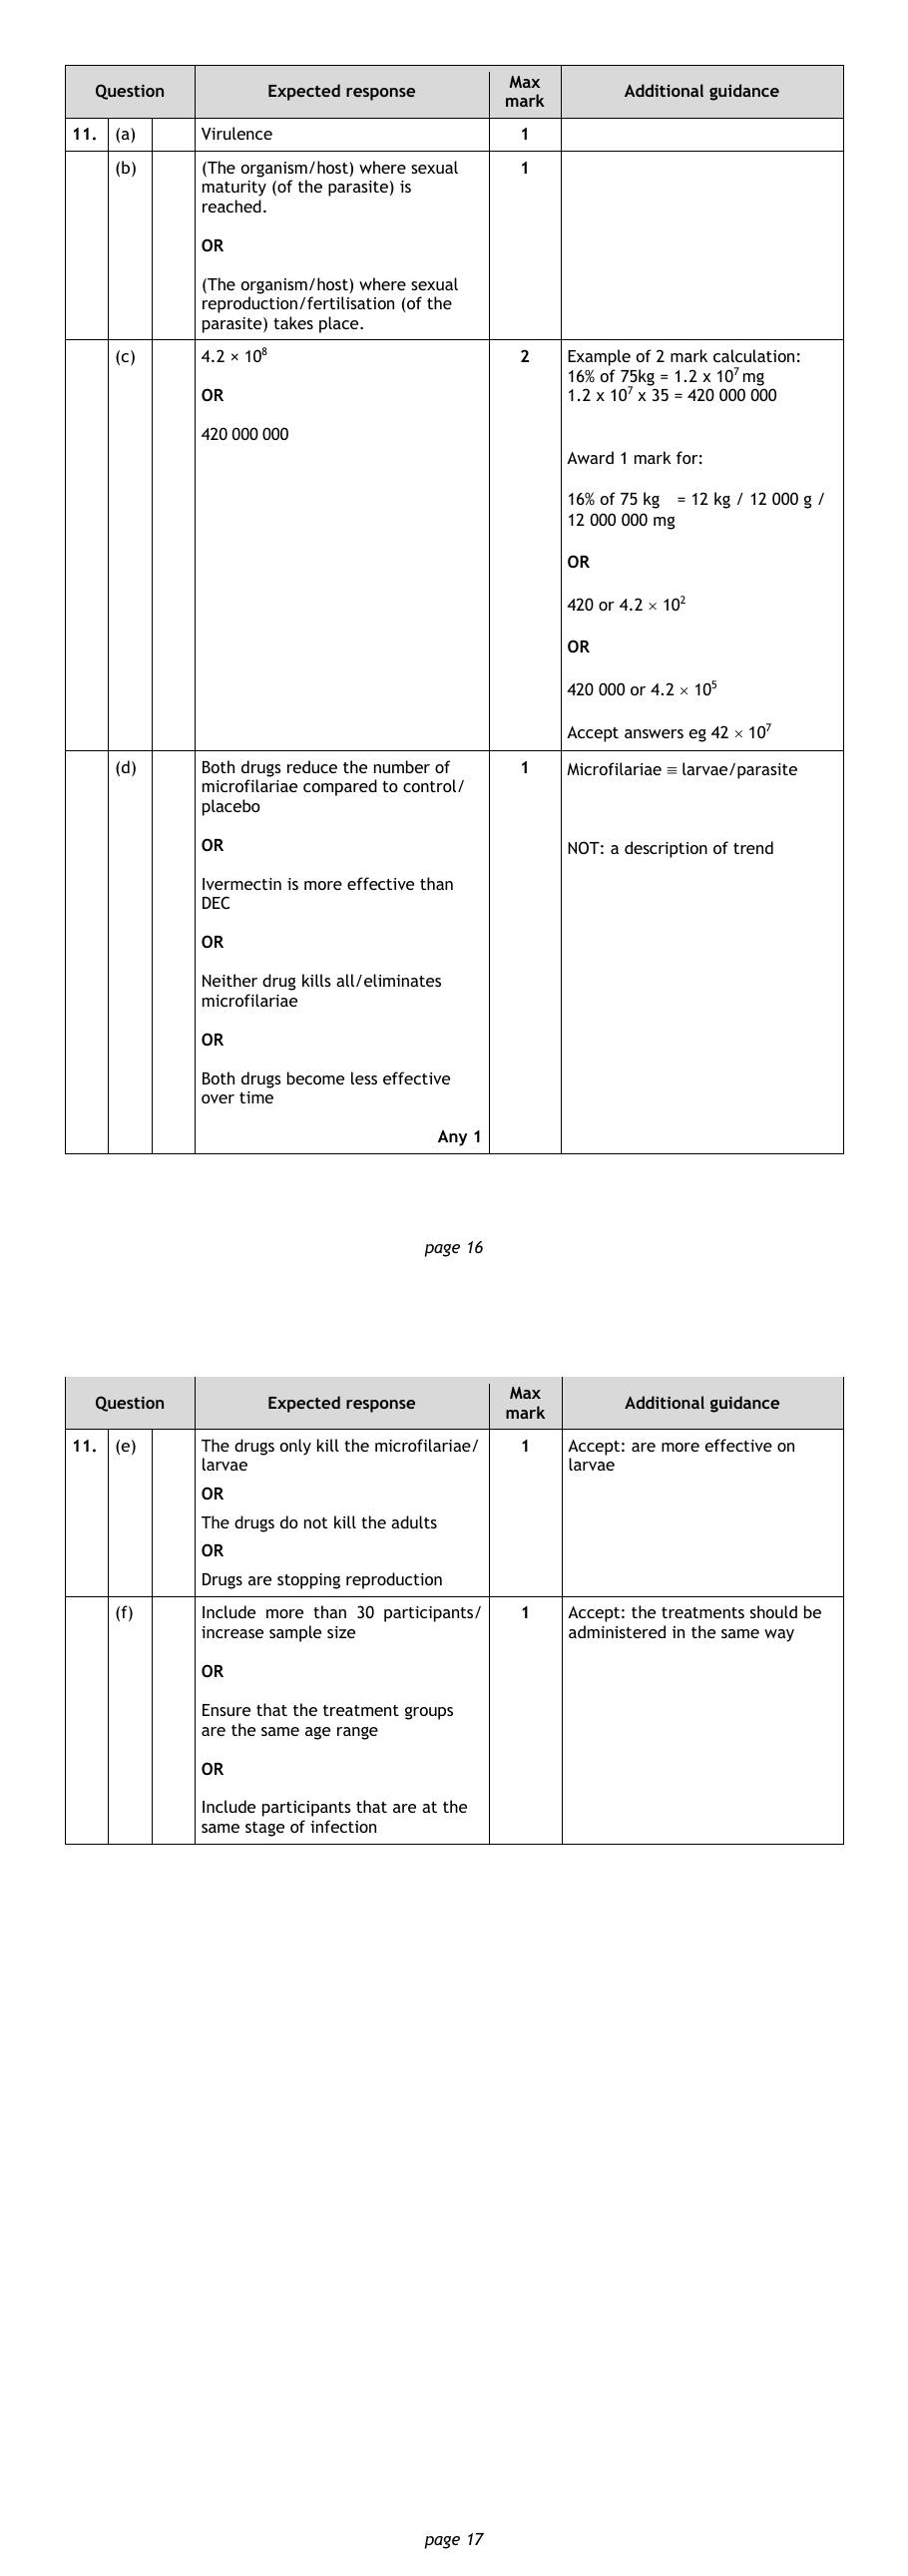 Question Expected response Max mark Additional guidance
11. (a) Virulence 1
(b) (The organism/host) where sexual 1
maturity (of the parasite) is
reached.
OR
(The organism/host) where sexual
reproduction/fertilisation (of the
parasite) takes place.
(c) 4.2 × 10⁸ 2 Example of 2 mark calculation:
16% of 75kg = 1.2 x 10⁷ mg
OR 1.2 x 10⁷ x 35 = 420 000 000
420 000 000
Award 1 mark for:
16% of 75 kg = 12 kg / 12 000 g /
12 000 000 mg
OR
420 or 4.2 × 10²
OR
420 000 or 4.2 × 10⁵
Accept answers eg 42 × 10⁷
(d) Both drugs reduce the number of 1 Microfilariae ≡ larvae/parasite
microfilariae compared to control/
placebo
OR NOT: a description of trend
Ivermectin is more effective than
DEC
OR
Neither drug kills all/eliminates
microfilariae
OR
Both drugs become less effective
over time
Any 1
page 16
Question Expected response Max mark Additional guidance
11. (e) The drugs only kill the microfilariae/ 1 Accept: are more effective on
larvae larvae
OR
The drugs do not kill the adults
OR
Drugs are stopping reproduction
(f) Include more than 30 participants/ 1 Accept: the treatments should be
increase sample size administered in the same way
OR
Ensure that the treatment groups
are the same age range
OR
Include participants that are at the
same stage of infection
page 17